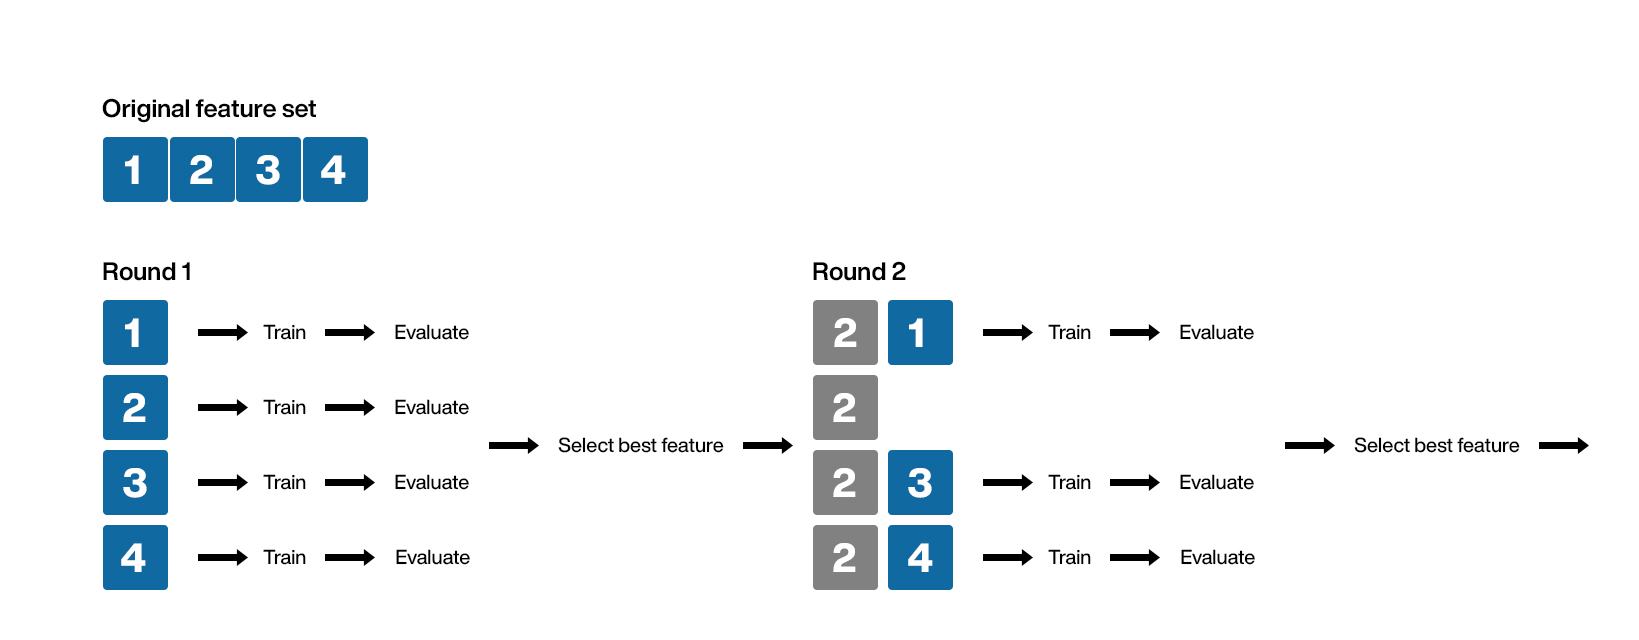 Original feature set
1 2 3 4
Round 1
1 Train Evaluate
2 Train Evaluate
3 Train Evaluate
4 Train Evaluate
Select best feature
Round 2
2 1 Train Evaluate
2
2 3 Train Evaluate
2 4 Train Evaluate
Select best feature